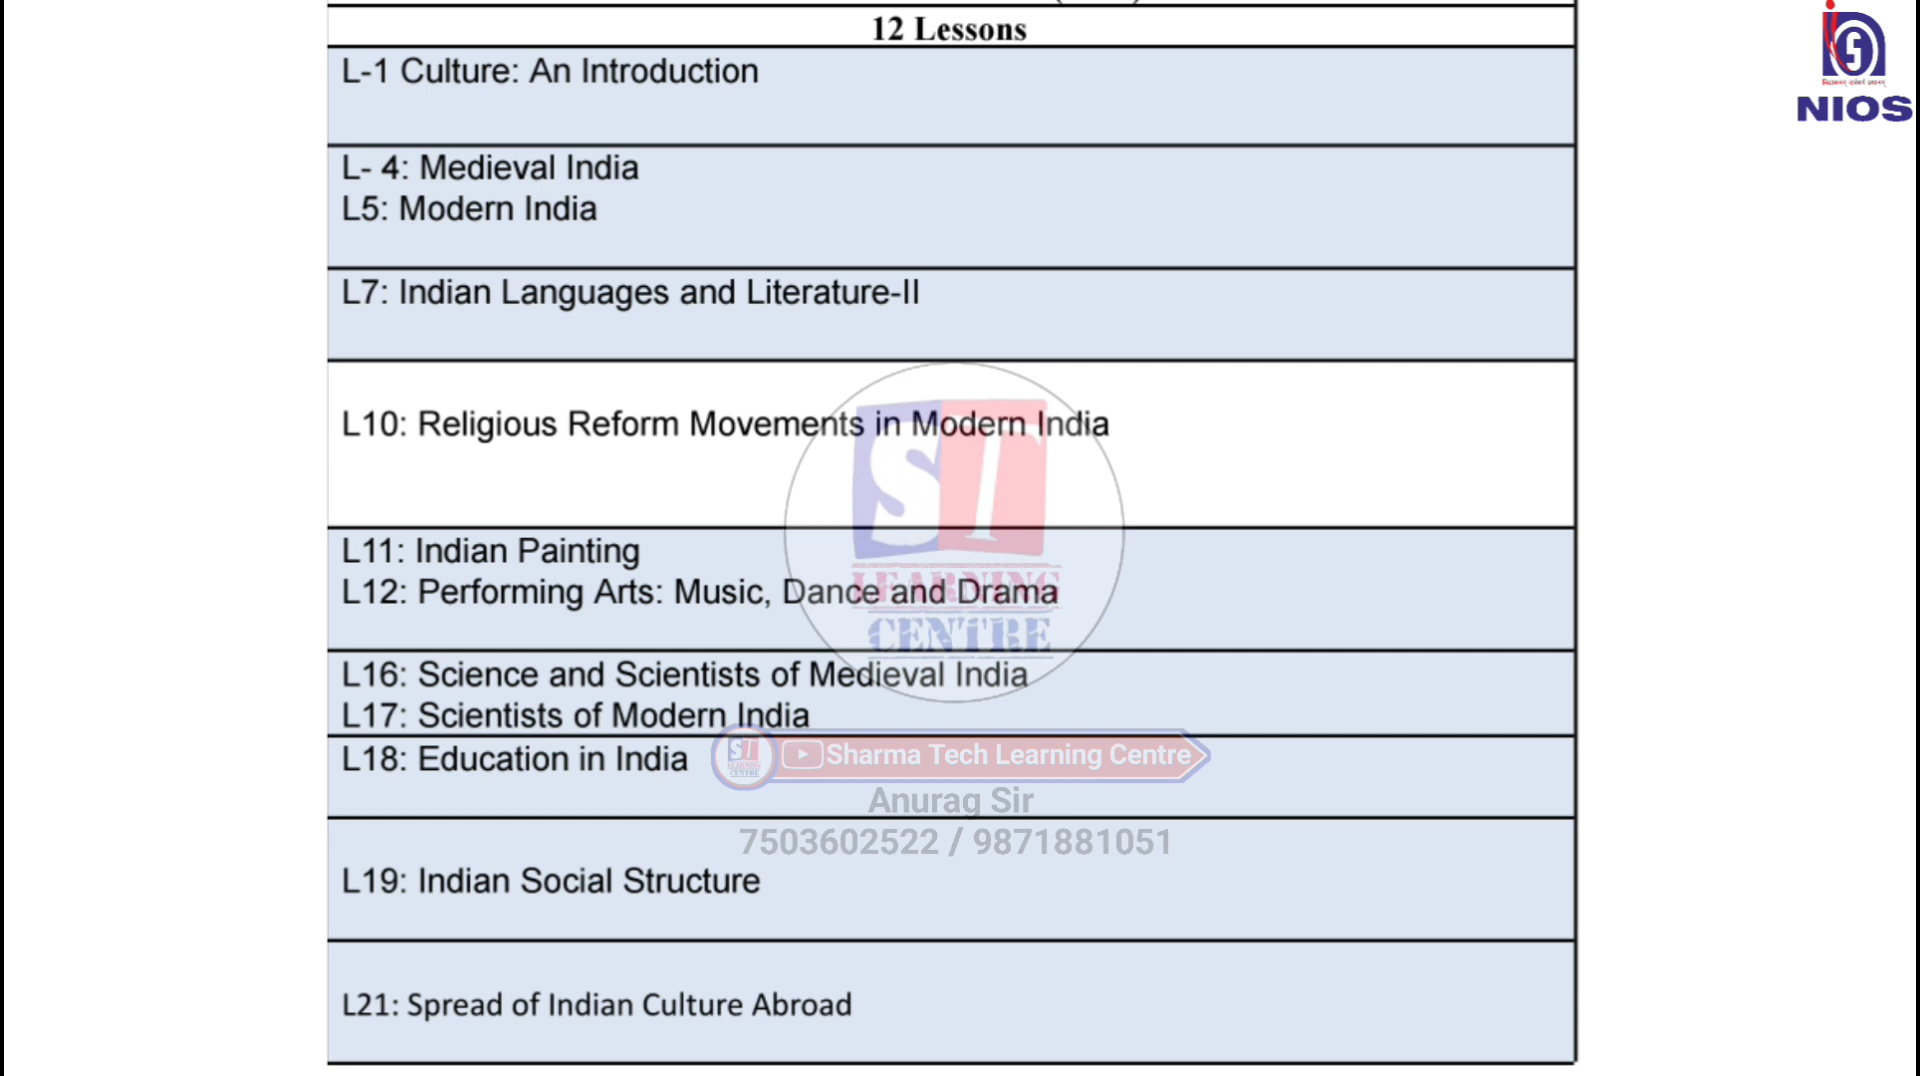 12 Lessons
NIOS
L-1 Culture: An Introduction
L- 4: Medieval India
L5: Modern India
L7: Indian Languages and Literature-II
L10: Religious Reform Movements in Modern India
ST
LEARNING
CENTRE
L11: Indian Painting
L12: Performing Arts: Music, Dance and Drama
L16: Science and Scientists of Medieval India
L17: Scientists of Modern India
L18: Education in India
ST
LEARNING
CENTRE
Sharma Tech Learning Centre
Anurag Sir
7503602522 / 9871881051
L19: Indian Social Structure
L21: Spread of Indian Culture Abroad